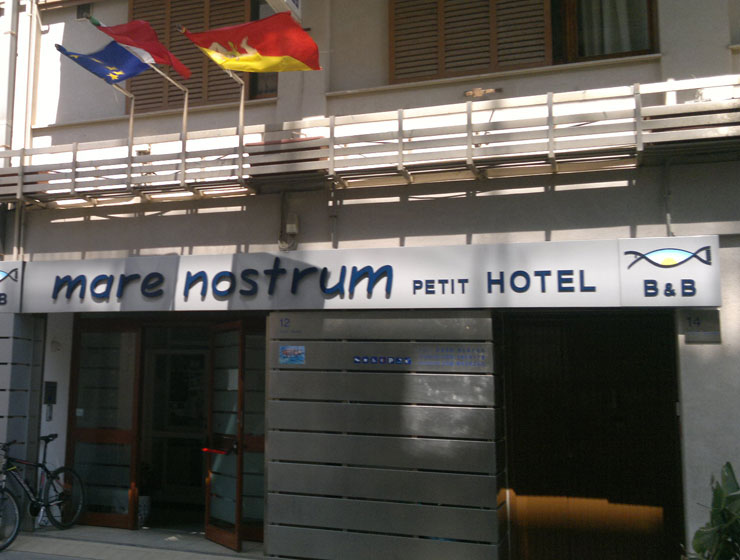 mare nostrum PETIT HOTEL
B & B
B & B
12
14